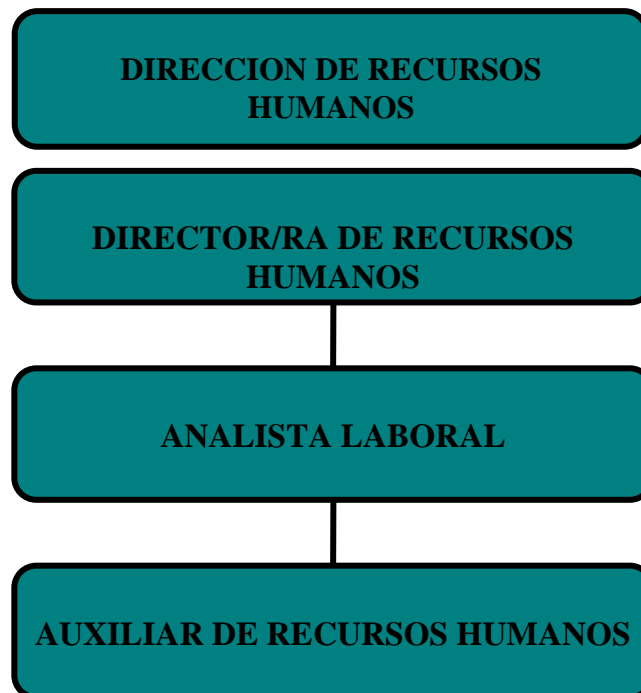 DIRECCION DE RECURSOS
HUMANOS
DIRECTOR/RA DE RECURSOS
HUMANOS
ANALISTA LABORAL
AUXILIAR DE RECURSOS HUMANOS